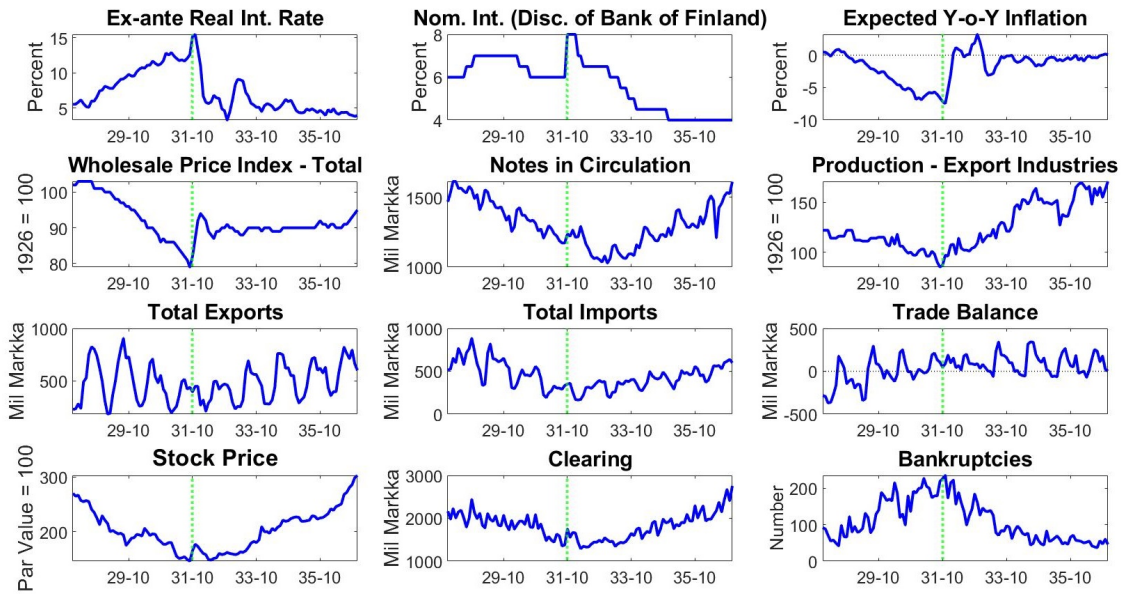 Ex-ante Real Int. Rate
Percent
15
10
5
29-10 31-10 33-10 35-10
Nom. Int. (Disc. of Bank of Finland)
Percent
8
6
4
29-10 31-10 33-10 35-10
Expected Y-o-Y Inflation
Percent
0
-5
-10
29-10 31-10 33-10 35-10
Wholesale Price Index - Total
1926 = 100
100
90
80
29-10 31-10 33-10 35-10
Notes in Circulation
Mil Markka
1500
1000
29-10 31-10 33-10 35-10
Production - Export Industries
1926 = 100
150
100
29-10 31-10 33-10 35-10
Total Exports
Mil Markka
1000
500
29-10 31-10 33-10 35-10
Total Imports
Mil Markka
1000
500
0
29-10 31-10 33-10 35-10
Trade Balance
Mil Markka
500
0
-500
29-10 31-10 33-10 35-10
Stock Price
Par Value = 100
300
200
29-10 31-10 33-10 35-10
Clearing
Mil Markka
3000
2000
1000
29-10 31-10 33-10 35-10
Bankruptcies
Number
200
100
0
29-10 31-10 33-10 35-10